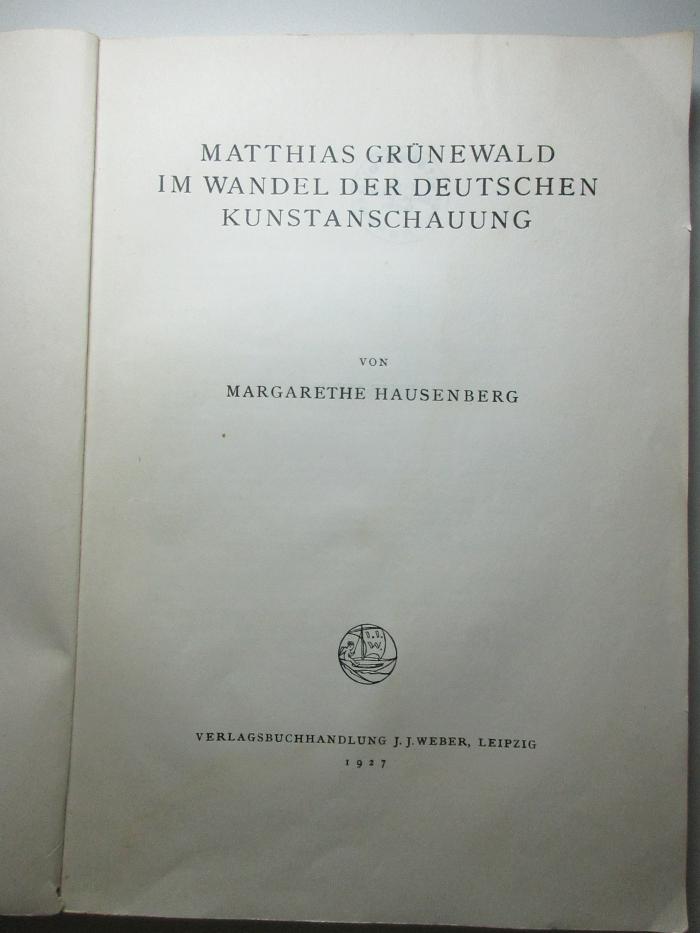 MATTHIAS GRÜNEWALD
IM WANDEL DER DEUTSCHEN
KUNSTANSCHAUUNG
VON
MARGARETHE HAUSENBERG
I.I.
W.
VERLAGSBUCHHANDLUNG J. J. WEBER, LEIPZIG
1927